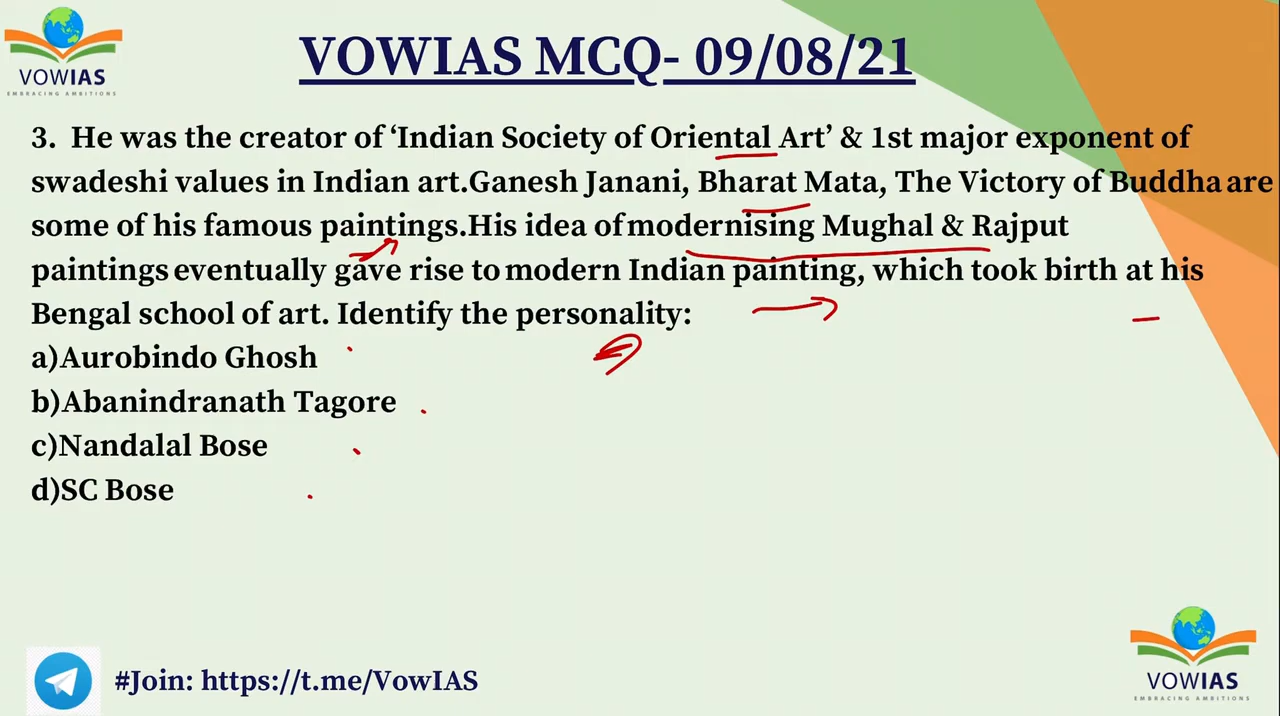 VOWIAS
EMBRACING AMBITIONS
VOWIAS MCQ- 09/08/21
3. He was the creator of ‘Indian Society of Oriental Art’ & 1st major exponent of
swadeshi values in Indian art.Ganesh Janani, Bharat Mata, The Victory of Buddha are
some of his famous paintings.His idea of modernising Mughal & Rajput
paintings eventually gave rise to modern Indian painting, which took birth at his
Bengal school of art. Identify the personality:
a)Aurobindo Ghosh
b)Abanindranath Tagore
c)Nandalal Bose
d)SC Bose
#Join: https://t.me/VowIAS
VOWIAS
EMBRACING AMBITIONS